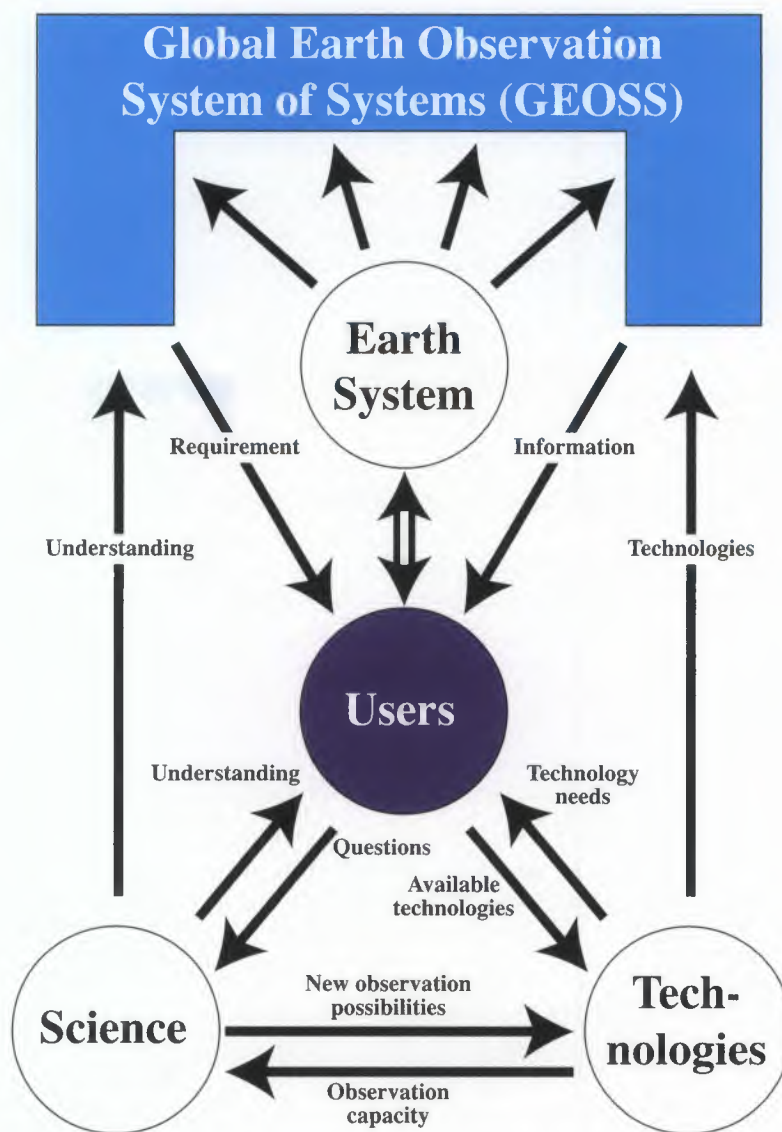 Global Earth Observation
System of Systems (GEOSS)
Earth
System
Requirement
Information
Understanding
Technologies
Users
Understanding
Technology
needs
Questions
Available
technologies
New observation
possibilities
Science
Tech-
nologies
Observation
capacity